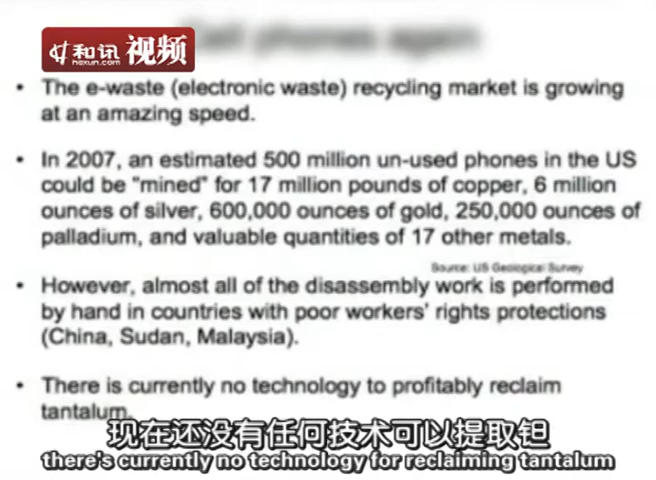 Cell phones again
和讯 视频
hexun.com
• The e-waste (electronic waste) recycling market is growing
at an amazing speed.
• In 2007, an estimated 500 million un-used phones in the US
could be "mined" for 17 million pounds of copper, 6 million
ounces of silver, 600,000 ounces of gold, 250,000 ounces of
palladium, and valuable quantities of 17 other metals.
Source: US Geological Survey
• However, almost all of the disassembly work is performed
by hand in countries with poor workers' rights protections
(China, Sudan, Malaysia).
• There is currently no technology to profitably reclaim
tantalum.
现在还没有任何技术可以提取钽
there's currently no technology for reclaiming tantalum